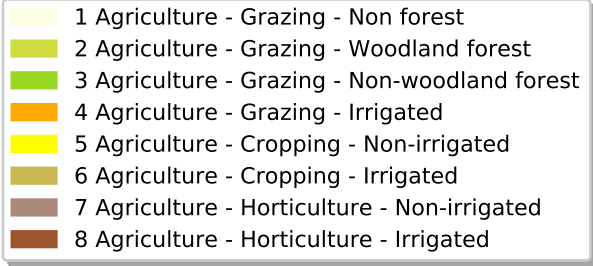 1 Agriculture - Grazing - Non forest
2 Agriculture - Grazing - Woodland forest
3 Agriculture - Grazing - Non-woodland forest
4 Agriculture - Grazing - Irrigated
5 Agriculture - Cropping - Non-irrigated
6 Agriculture - Cropping - Irrigated
7 Agriculture - Horticulture - Non-irrigated
8 Agriculture - Horticulture - Irrigated